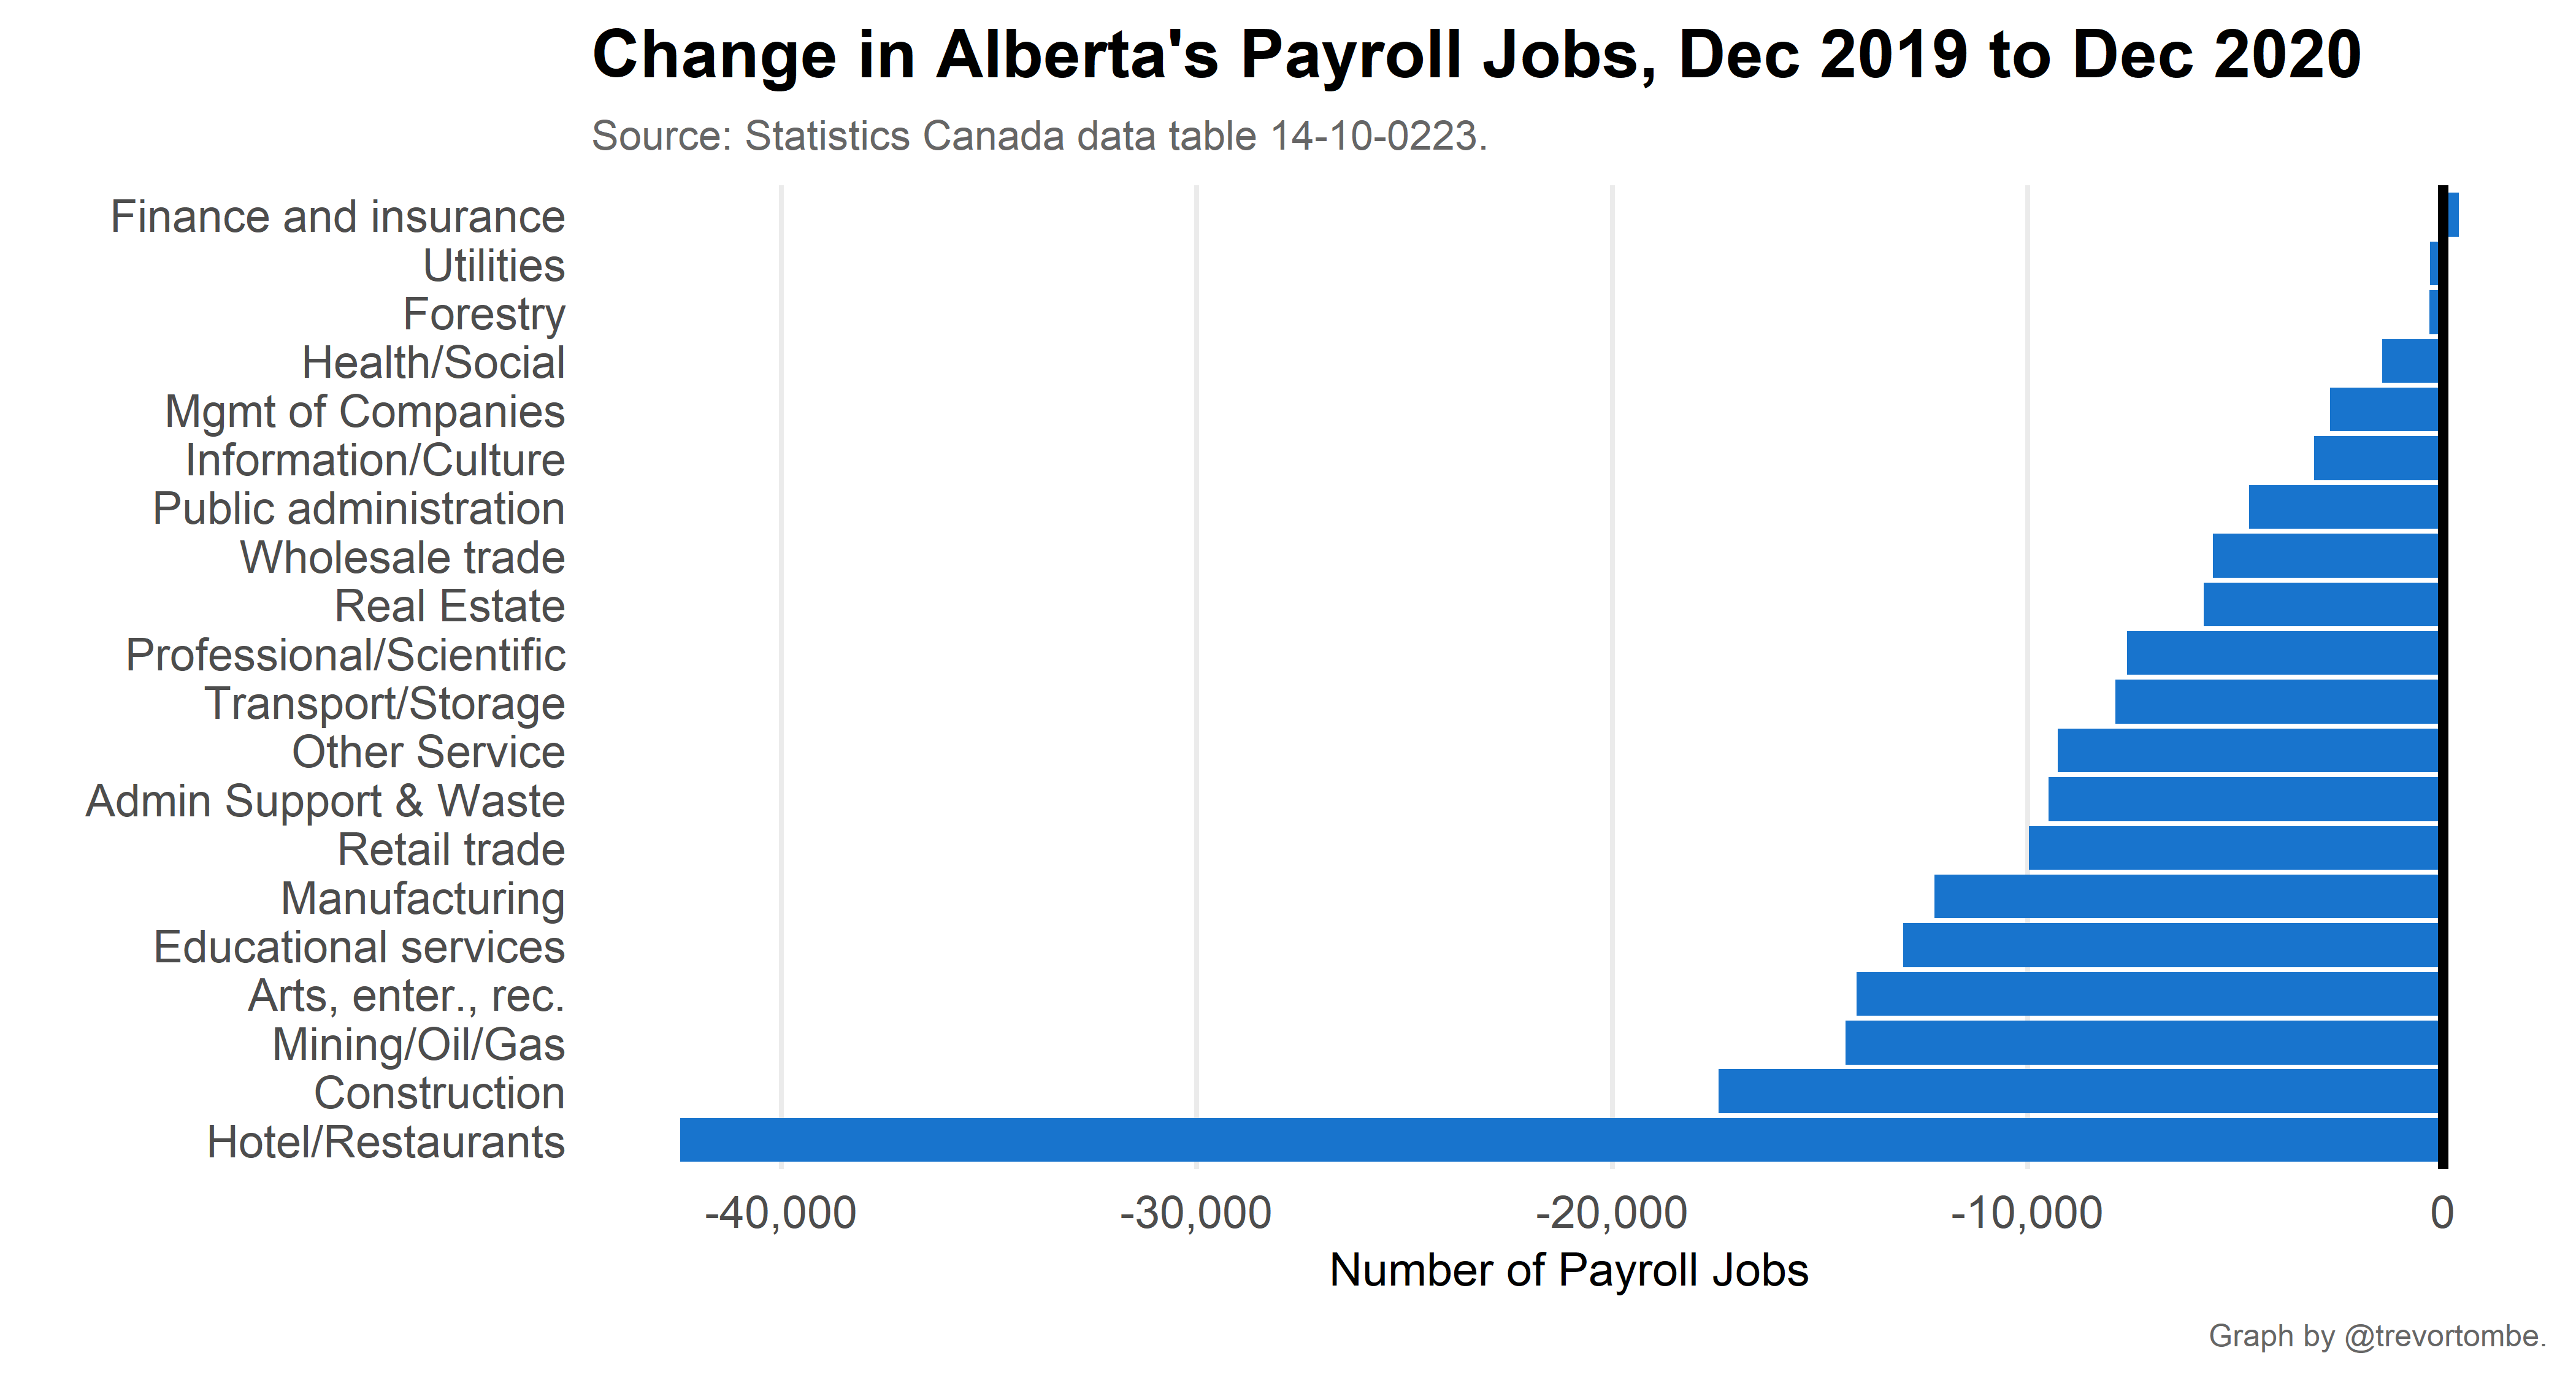 Change in Alberta's Payroll Jobs, Dec 2019 to Dec 2020
Source: Statistics Canada data table 14-10-0223.
Finance and insurance
Utilities
Forestry
Health/Social
Mgmt of Companies
Information/Culture
Public administration
Wholesale trade
Real Estate
Professional/Scientific
Transport/Storage
Other Service
Admin Support & Waste
Retail trade
Manufacturing
Educational services
Arts, enter., rec.
Mining/Oil/Gas
Construction
Hotel/Restaurants
-40,000 -30,000 -20,000 -10,000 0
Number of Payroll Jobs
Graph by @trevortombe.